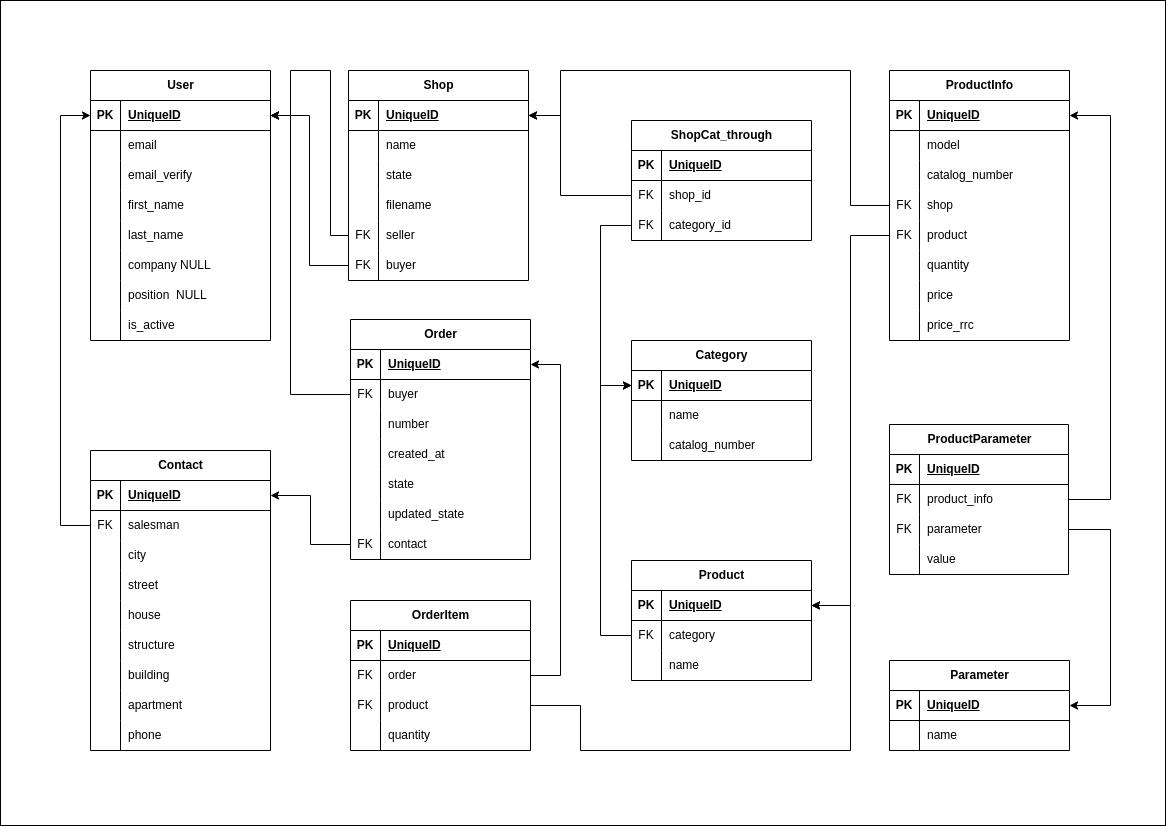 User
PK UniqueID
email
email_verify
first_name
last_name
company NULL
position  NULL
is_active
Contact
PK UniqueID
FK salesman
city
street
house
structure
building
apartment
phone
Shop
PK UniqueID
name
state
filename
FK seller
FK buyer
Order
PK UniqueID
FK buyer
number
created_at
state
updated_state
FK contact
OrderItem
PK UniqueID
FK order
FK product
quantity
ShopCat_through
PK UniqueID
FK shop_id
FK category_id
Category
PK UniqueID
name
catalog_number
Product
PK UniqueID
FK category
name
ProductInfo
PK UniqueID
model
catalog_number
FK shop
FK product
quantity
price
price_rrc
ProductParameter
PK UniqueID
FK product_info
FK parameter
value
Parameter
PK UniqueID
name